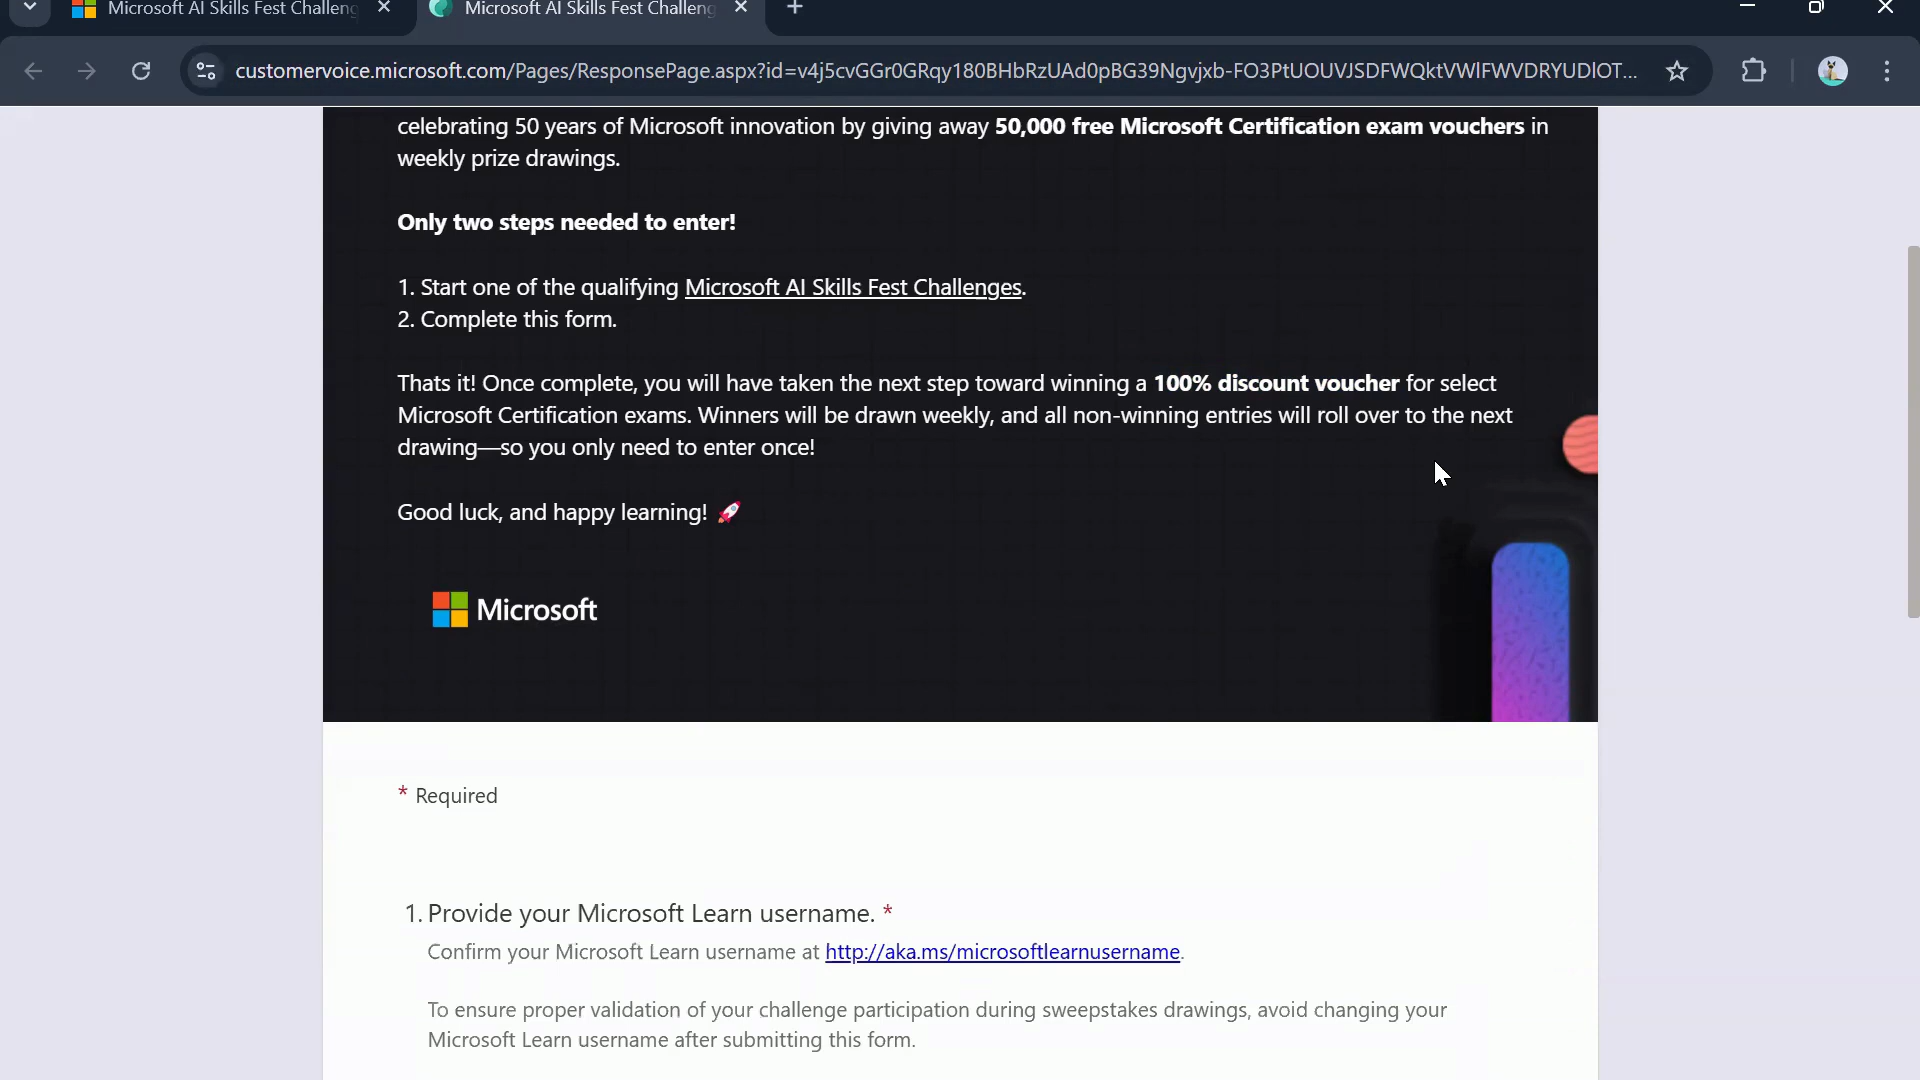 Microsoft AI Skills Fest Challeng
Microsoft AI Skills Fest Challeng
customervoice.microsoft.com/Pages/ResponsePage.aspx?id=v4j5cvGGr0GRqy180BHbRzUAd0pBG39Ngvjxb-FO3PtUOUVJSDFWQktVWlFWVDRYUDlOT...
celebrating 50 years of Microsoft innovation by giving away 50,000 free Microsoft Certification exam vouchers in
weekly prize drawings.
Only two steps needed to enter!
1. Start one of the qualifying Microsoft AI Skills Fest Challenges.
2. Complete this form.
Thats it! Once complete, you will have taken the next step toward winning a 100% discount voucher for select
Microsoft Certification exams. Winners will be drawn weekly, and all non-winning entries will roll over to the next
drawing—so you only need to enter once!
Good luck, and happy learning! 🚀
Microsoft
* Required
1. Provide your Microsoft Learn username. *
Confirm your Microsoft Learn username at http://aka.ms/microsoftlearnusername.
To ensure proper validation of your challenge participation during sweepstakes drawings, avoid changing your
Microsoft Learn username after submitting this form.